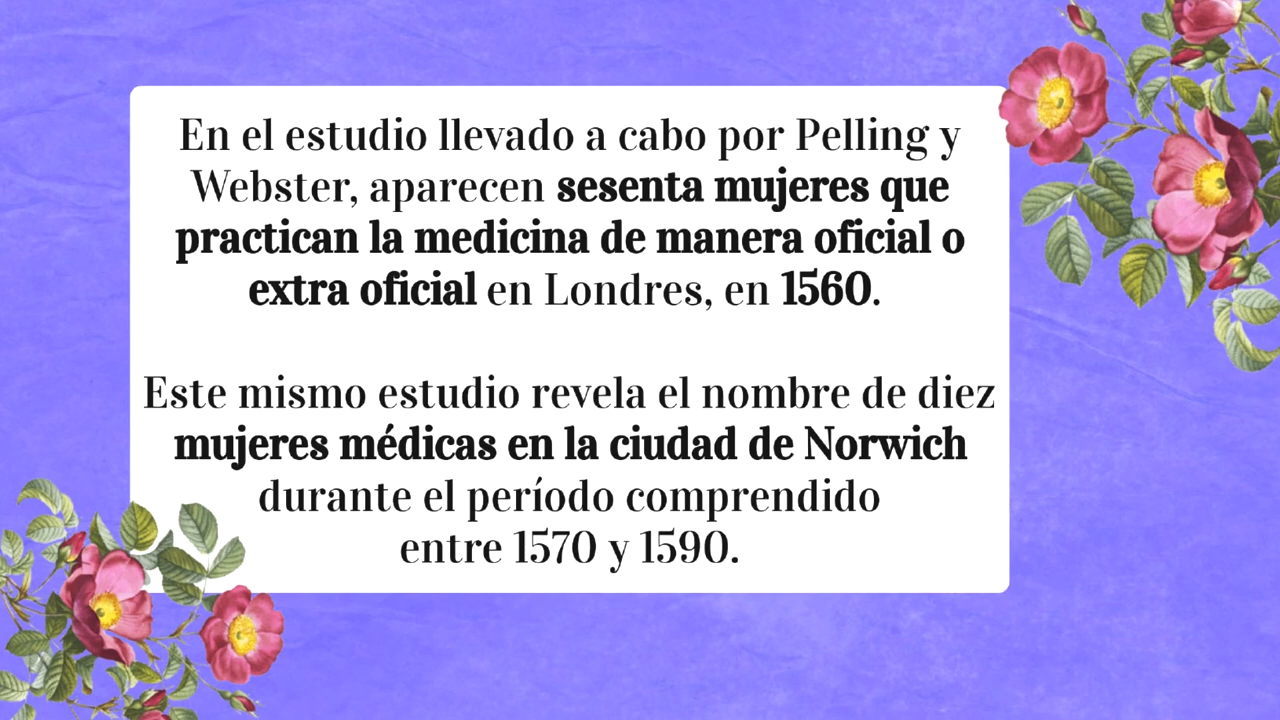 En el estudio llevado a cabo por Pelling y
Webster, aparecen sesenta mujeres que
practican la medicina de manera oficial o
extra oficial en Londres, en 1560.
Este mismo estudio revela el nombre de diez
mujeres médicas en la ciudad de Norwich
durante el período comprendido
entre 1570 y 1590.